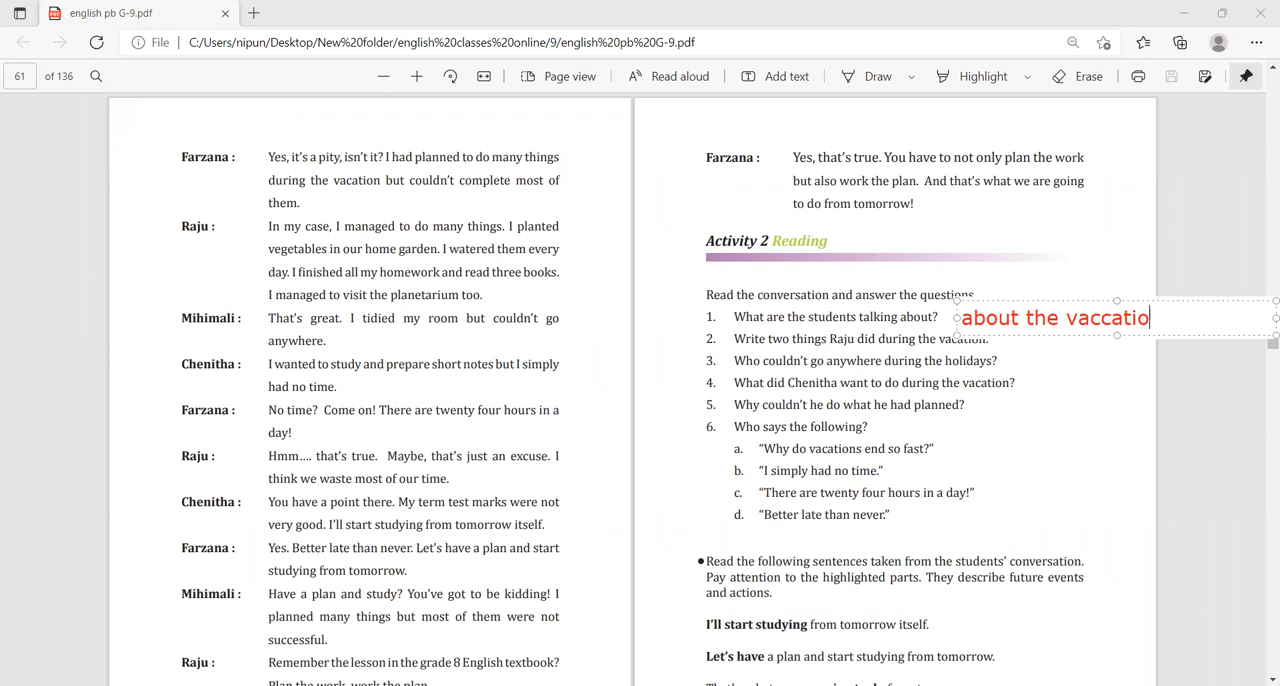 english pb G-9.pdf
File | C:/Users/nipun/Desktop/New%20folder/english%20classes%20online/9/english%20pb%20G-9.pdf
61 of 136 Page view Read aloud Add text Draw Highlight Erase
Farzana : Yes, it's a pity, isn't it? I had planned to do many things
during the vacation but couldn't complete most of
them.
Raju : In my case, I managed to do many things. I planted
vegetables in our home garden. I watered them every
day. I finished all my homework and read three books.
I managed to visit the planetarium too.
Mihimali : That's great. I tidied my room but couldn't go
anywhere.
Chenitha : I wanted to study and prepare short notes but I simply
had no time.
Farzana : No time? Come on! There are twenty four hours in a
day!
Raju : Hmm.... that's true. Maybe, that's just an excuse. I
think we waste most of our time.
Chenitha : You have a point there. My term test marks were not
very good. I'll start studying from tomorrow itself.
Farzana : Yes. Better late than never. Let's have a plan and start
studying from tomorrow.
Mihimali : Have a plan and study? You've got to be kidding! I
planned many things but most of them were not
successful.
Raju : Remember the lesson in the grade 8 English textbook?
Plan the work, work the plan.
Farzana : Yes, that's true. You have to not only plan the work
but also work the plan. And that's what we are going
to do from tomorrow!
Activity 2 Reading
Read the conversation and answer the questions.
1. What are the students talking about? about the vaccatio
2. Write two things Raju did during the vacation.
3. Who couldn't go anywhere during the holidays?
4. What did Chenitha want to do during the vacation?
5. Why couldn't he do what he had planned?
6. Who says the following?
a. "Why do vacations end so fast?"
b. "I simply had no time."
c. "There are twenty four hours in a day!"
d. "Better late than never."
•Read the following sentences taken from the students' conversation.
Pay attention to the highlighted parts. They describe future events
and actions.
I'll start studying from tomorrow itself.
Let's have a plan and start studying from tomorrow.